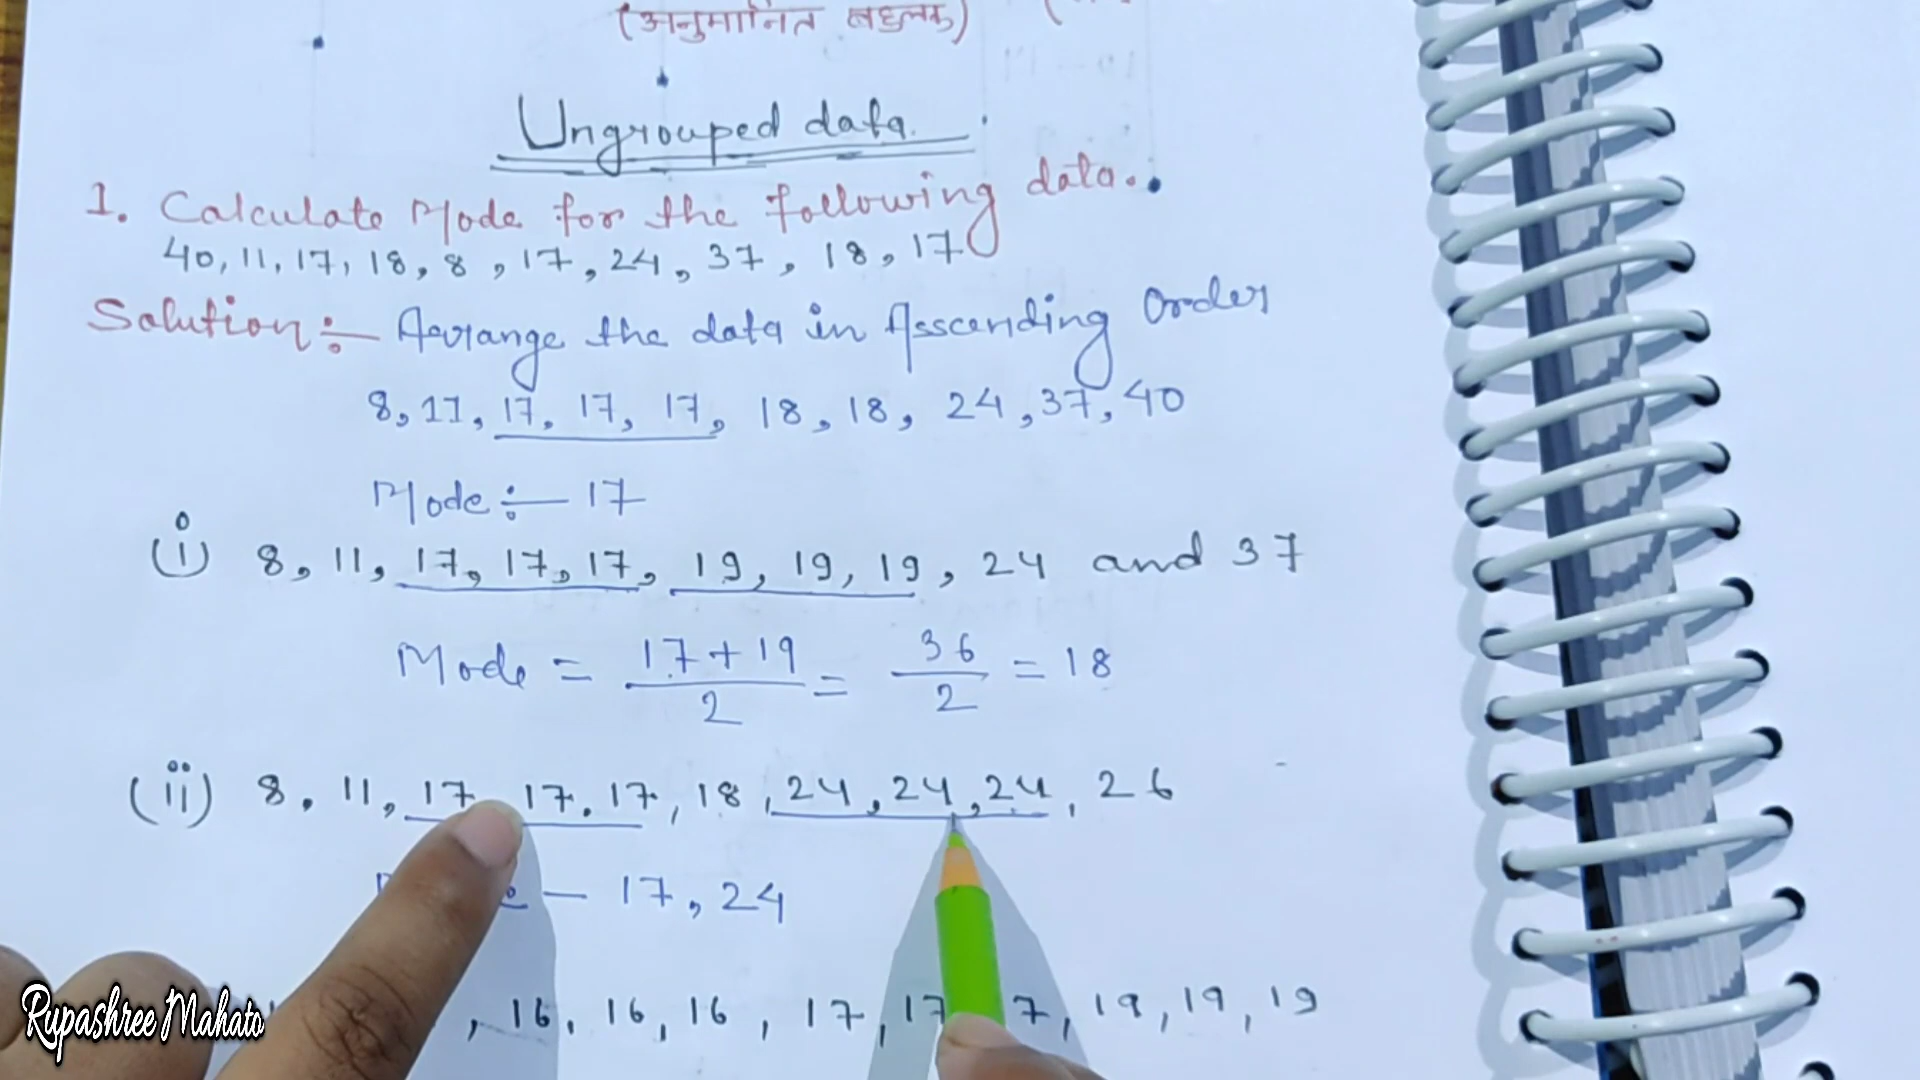 (अनुमानित बहुलक)
Ungrouped data.
1. Calculate Mode for the following data.
40, 11, 17, 18, 8, 17, 24, 37, 18, 17
Solution :- Arrange the data in Asscending Order
8, 11, 17, 17, 17, 18, 18, 24, 37, 40
Mode :- 17
(i) 8, 11, 17, 17, 17, 19, 19, 19, 24 and 37
Mode = 17+19/2 = 36/2 = 18
(ii) 8, 11, 17, 17, 17, 18, 24, 24, 24, 26
— 17, 24
, 16, 16, 16, 17, 17, 7, 19, 19, 19
Rupashree Mahato